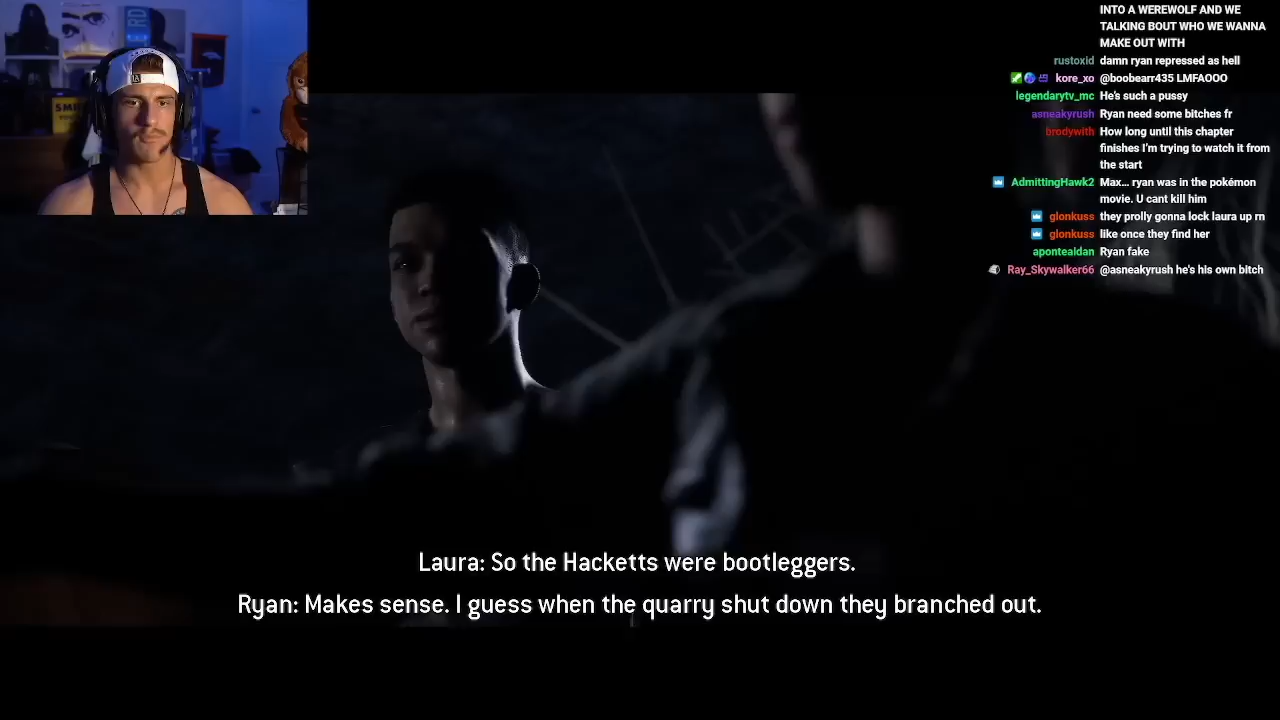 INTO A WEREWOLF AND WE
TALKING BOUT WHO WE WANNA
MAKE OUT WITH
rustoxid damn ryan repressed as hell
kore_xo @boobearr435 LMFAOOO
legendarytv_mc He's such a pussy
asneakyrush Ryan need some bitches fr
brodywith How long until this chapter
finishes I'm trying to watch it from
the start
AdmittingHawk2 Max... ryan was in the pokémon
movie. U cant kill him
glonkuss they prolly gonna lock laura up rn
glonkuss like once they find her
aponteaidan Ryan fake
Ray_Skywalker66 @asneakyrush he's his own bitch
Laura: So the Hacketts were bootleggers.
Ryan: Makes sense. I guess when the quarry shut down they branched out.